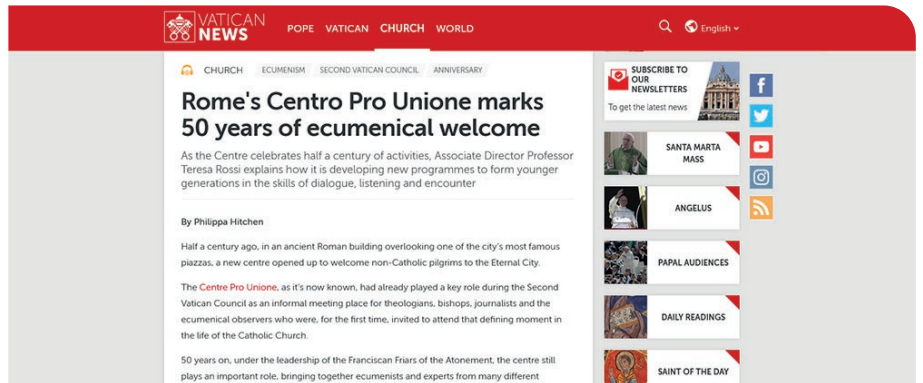 VATICAN
NEWS
POPE VATICAN CHURCH WORLD
English
CHURCH ECUMENISM SECOND VATICAN COUNCIL ANNIVERSARY
Rome's Centro Pro Unione marks
50 years of ecumenical welcome
As the Centre celebrates half a century of activities, Associate Director Professor
Teresa Rossi explains how it is developing new programmes to form younger
generations in the skills of dialogue, listening and encounter
By Philippa Hitchen
Half a century ago, in an ancient Roman building overlooking one of the city's most famous
piazzas, a new centre opened up to welcome non-Catholic pilgrims to the Eternal City.
The Centre Pro Unione, as it's now known, had already played a key role during the Second
Vatican Council as an informal meeting place for theologians, bishops, journalists and the
ecumenical observers who were, for the first time, invited to attend that defining moment in
the life of the Catholic Church.
50 years on, under the leadership of the Franciscan Friars of the Atonement, the centre still
plays an important role, bringing together ecumenists and experts from many different
SUBSCRIBE TO
OUR
NEWSLETTERS
To get the latest news
SANTA MARTA
MASS
ANGELUS
PAPAL AUDIENCES
DAILY READINGS
SAINT OF THE DAY